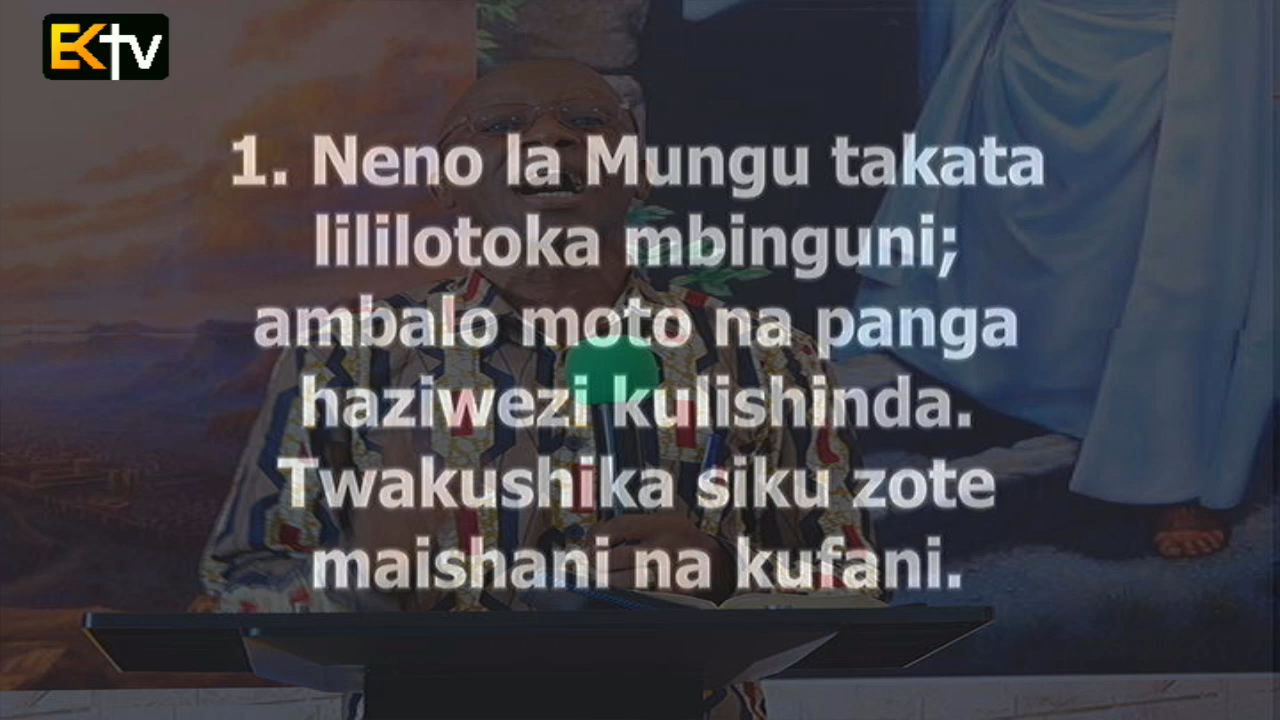 EKtv
1. Neno la Mungu takata
lililotoka mbinguni;
ambalo moto na panga
haziwezi kulishinda.
Twakushika siku zote
maishani na kufani.